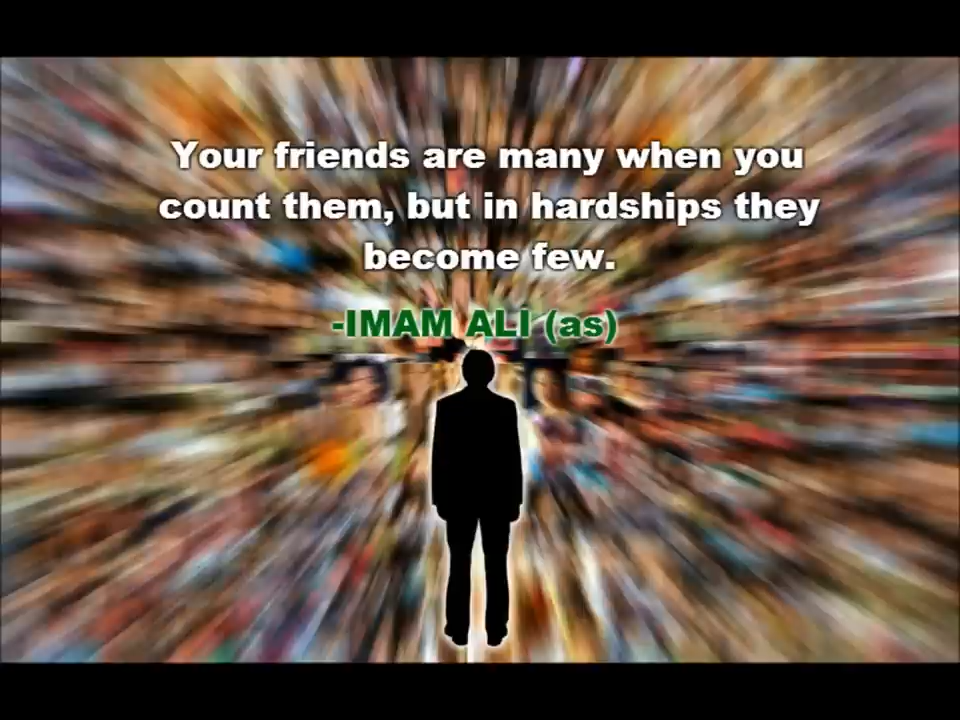 Your friends are many when you
count them, but in hardships they
become few.
-IMAM ALI (as)